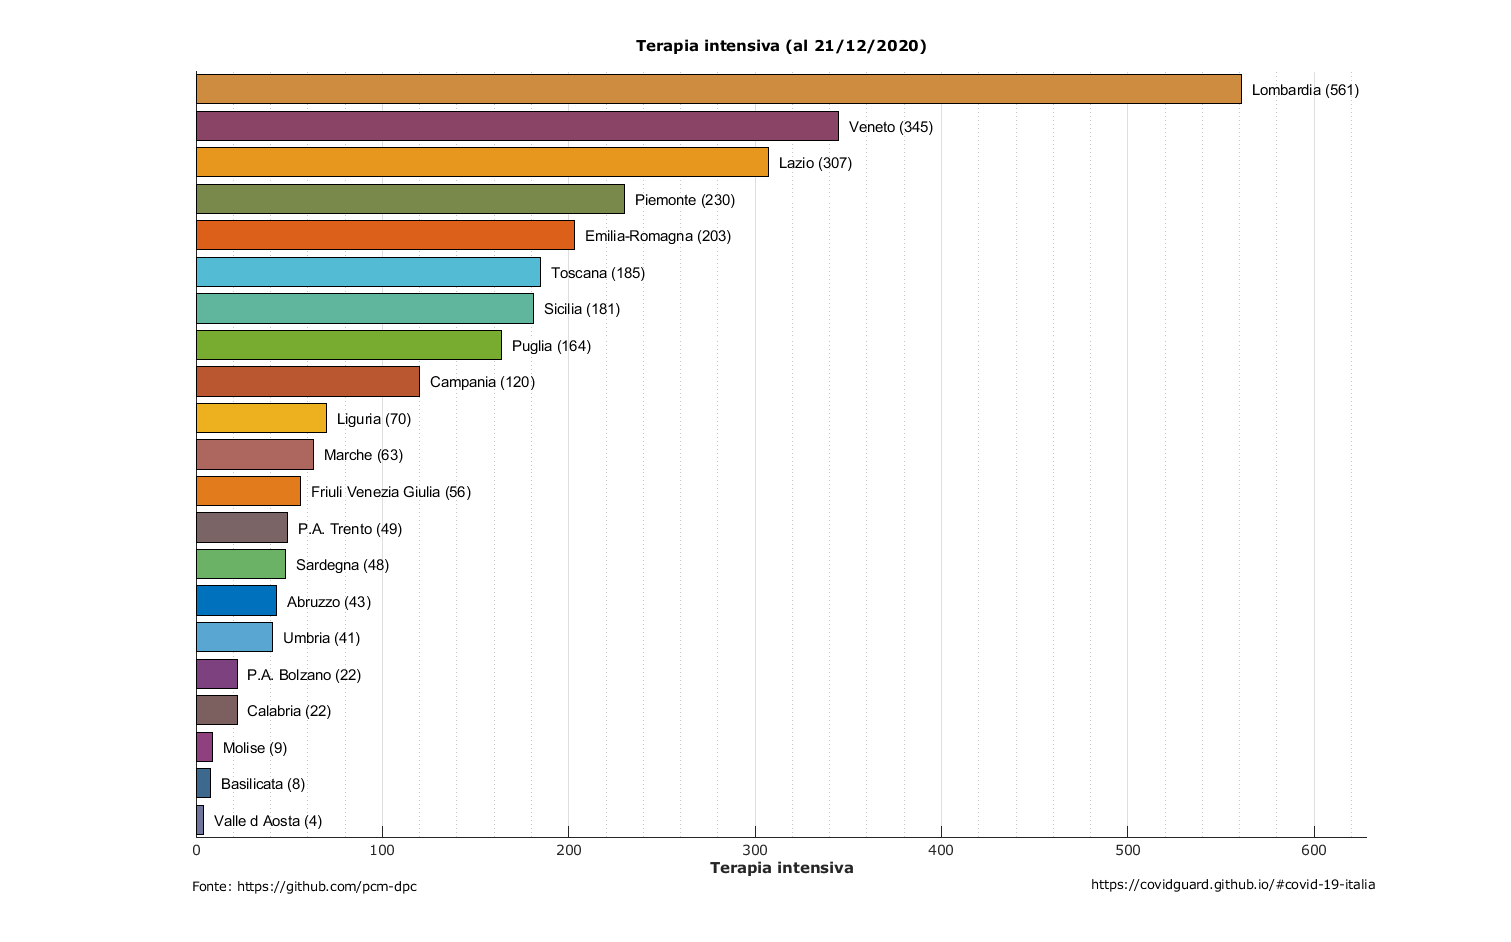 Terapia intensiva (al 21/12/2020)
Lombardia (561)
Veneto (345)
Lazio (307)
Piemonte (230)
Emilia-Romagna (203)
Toscana (185)
Sicilia (181)
Puglia (164)
Campania (120)
Liguria (70)
Marche (63)
Friuli Venezia Giulia (56)
P.A. Trento (49)
Sardegna (48)
Abruzzo (43)
Umbria (41)
P.A. Bolzano (22)
Calabria (22)
Molise (9)
Basilicata (8)
Valle d Aosta (4)
0 100 200 300 400 500 600
Terapia intensiva
Fonte: https://github.com/pcm-dpc
https://covidguard.github.io/#covid-19-italia